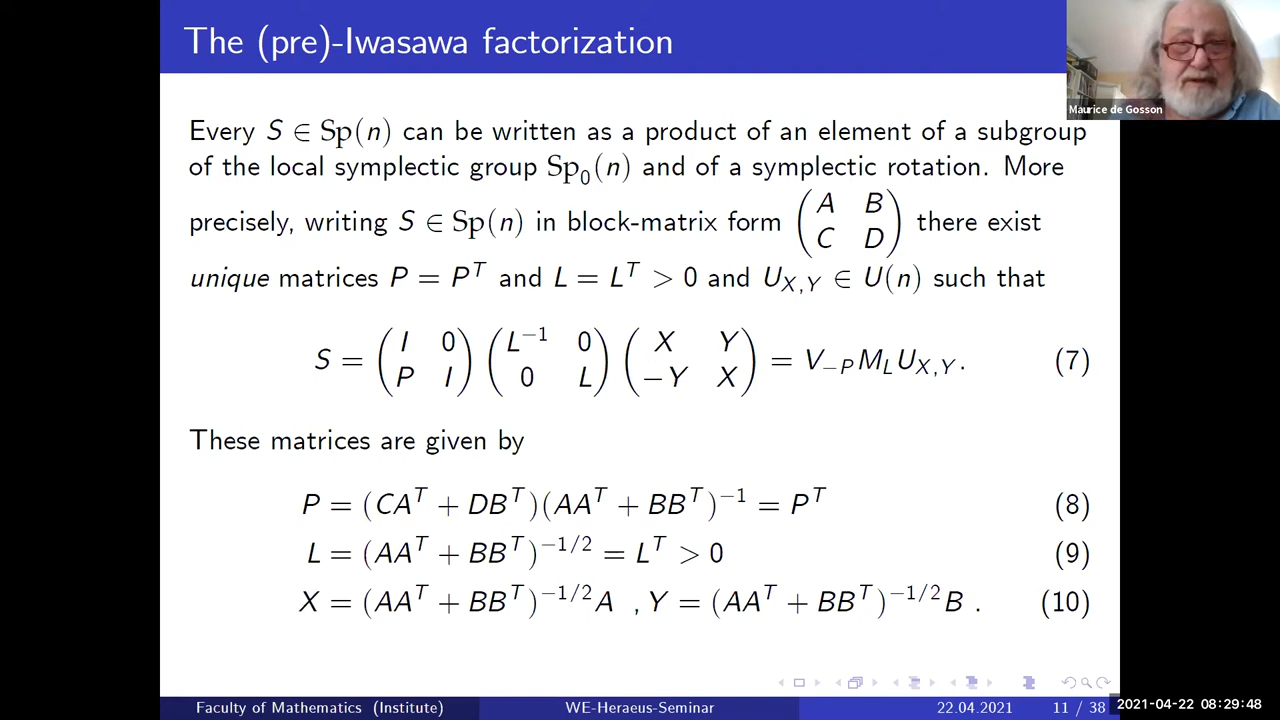 The (pre)-Iwasawa factorization
Maurice de Gosson
Every S ∈ Sp(n) can be written as a product of an element of a subgroup
of the local symplectic group Sp₀(n) and of a symplectic rotation. More
precisely, writing S ∈ Sp(n) in block-matrix form (A B; C D) there exist
unique matrices P = Pᵀ and L = Lᵀ > 0 and U_{X,Y} ∈ U(n) such that
S = (I 0; P I) (L⁻¹ 0; 0 L) (X Y; −Y X) = V_{−P} M_L U_{X,Y}. (7)
These matrices are given by
P = (CAᵀ + DBᵀ)(AAᵀ + BBᵀ)⁻¹ = Pᵀ (8)
L = (AAᵀ + BBᵀ)^{−1/2} = Lᵀ > 0 (9)
X = (AAᵀ + BBᵀ)^{−1/2}A , Y = (AAᵀ + BBᵀ)^{−1/2}B . (10)
Faculty of Mathematics (Institute) WE-Heraeus-Seminar 22.04.2021 11 / 38
2021-04-22 08:29:48